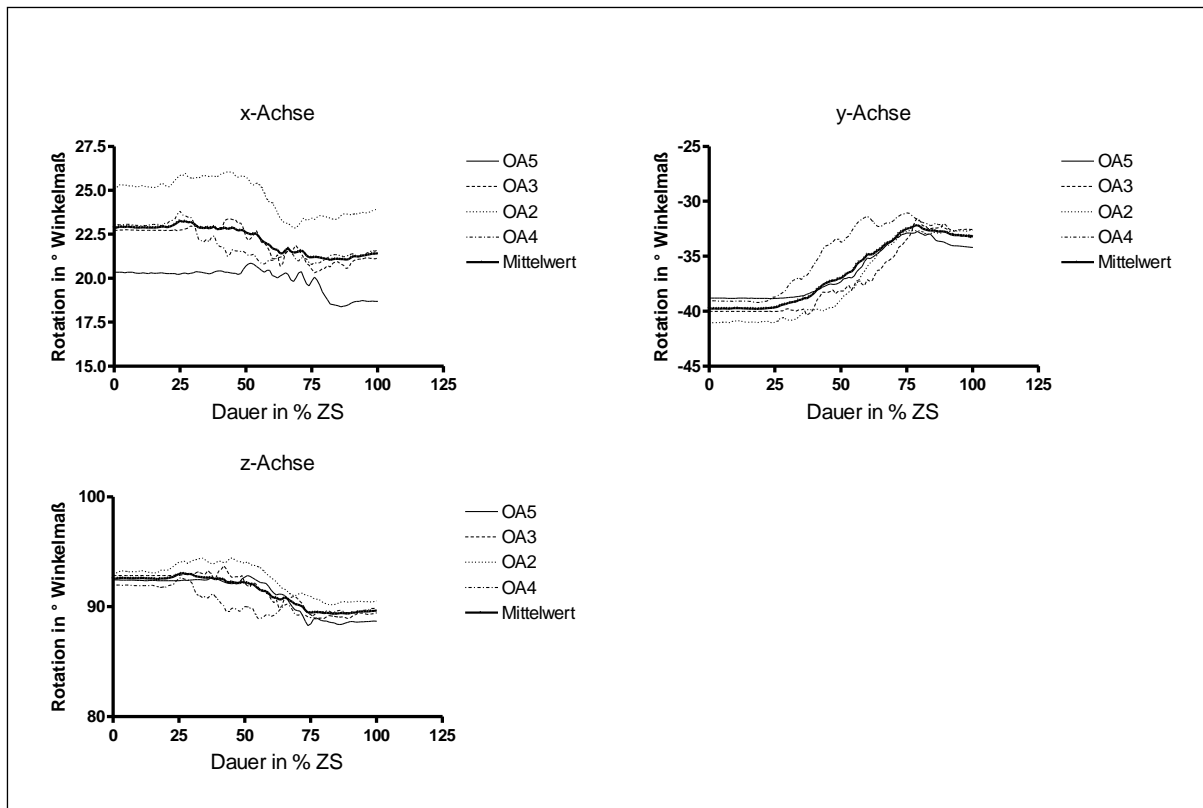 x-Achse
Rotation in ° Winkelmaß
27.5
25.0
22.5
20.0
17.5
15.0
0 25 50 75 100 125
Dauer in % ZS
OA5
OA3
OA2
OA4
Mittelwert
y-Achse
Rotation in ° Winkelmaß
-25
-30
-35
-40
-45
0 25 50 75 100 125
Dauer in % ZS
OA5
OA3
OA2
OA4
Mittelwert
z-Achse
Rotation in ° Winkelmaß
100
90
80
0 25 50 75 100 125
Dauer in % ZS
OA5
OA3
OA2
OA4
Mittelwert